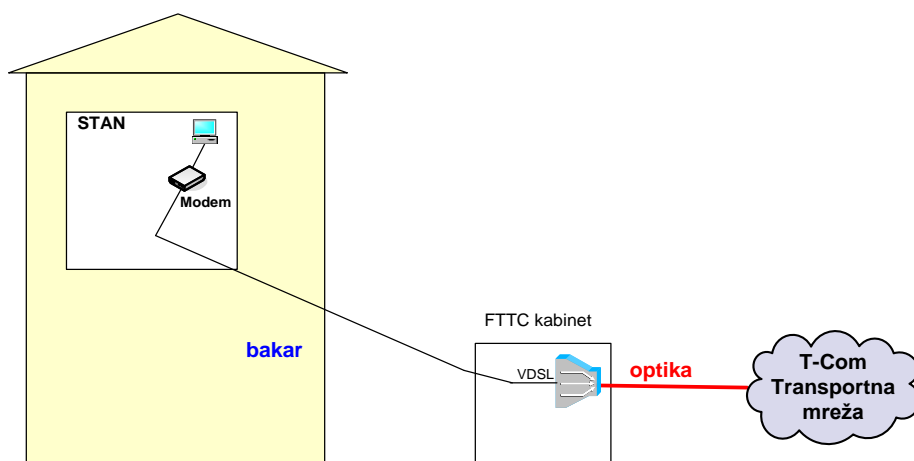 STAN
Modem
FTTC kabinet
bakar
VDSL
optika
T-Com
Transportna
mreža